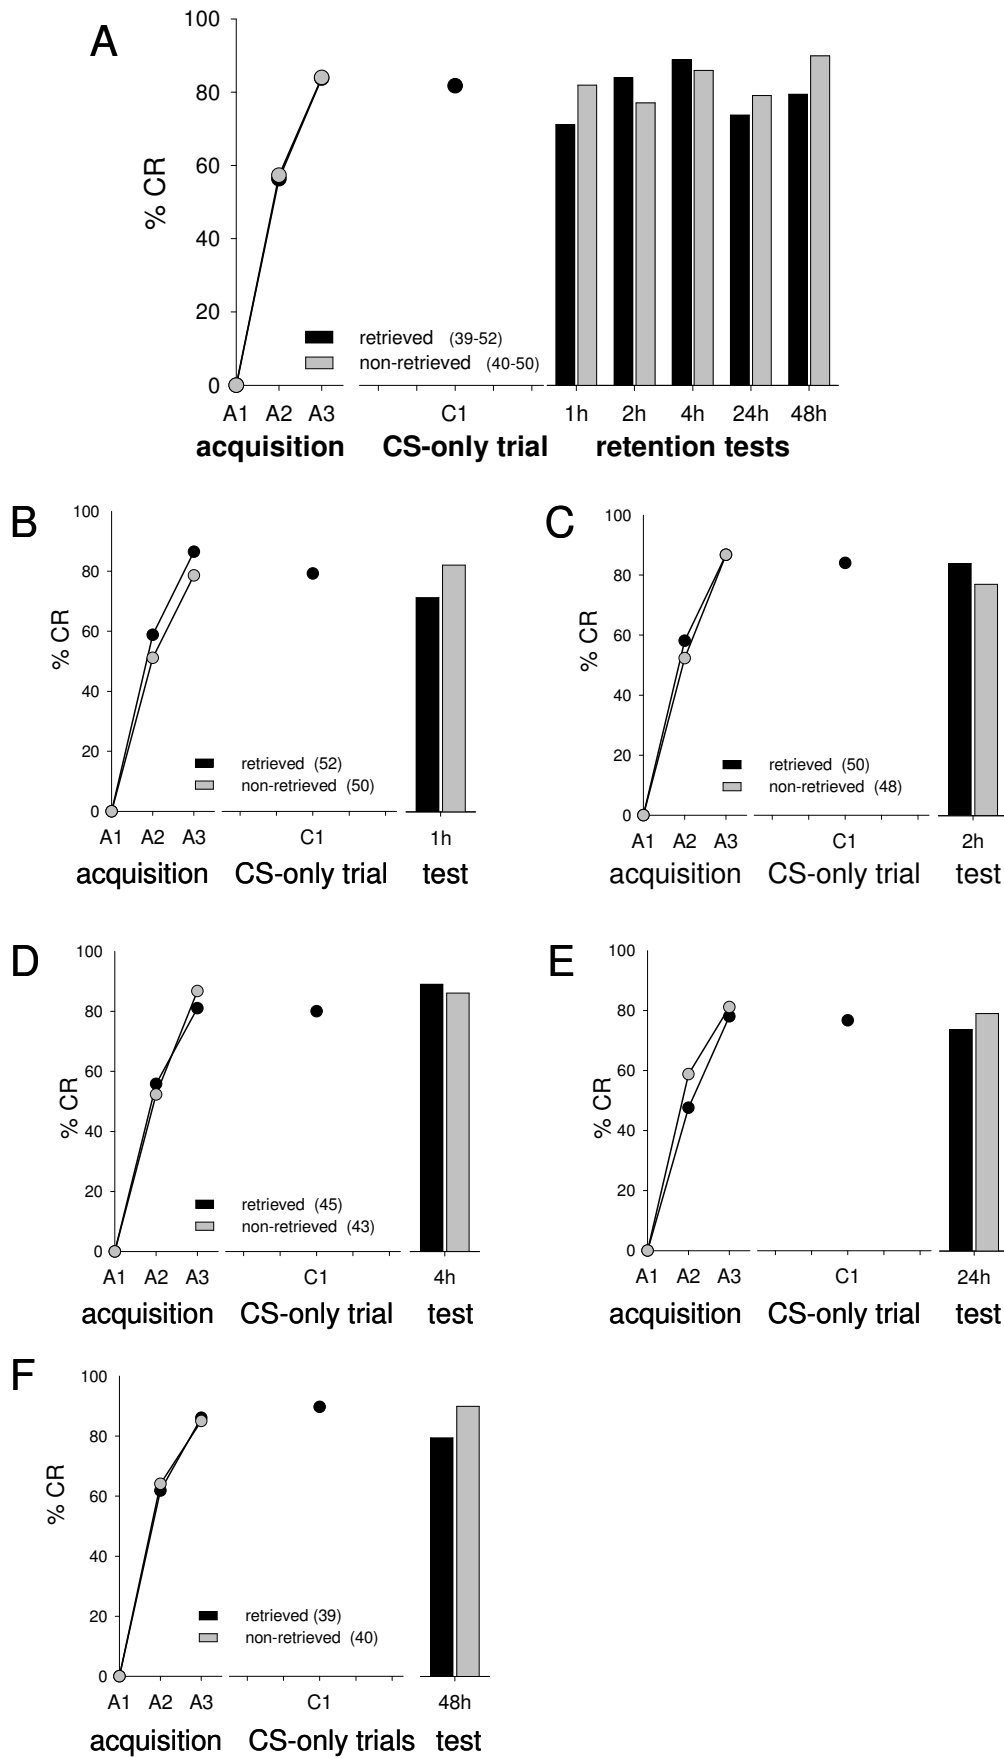 A
100
80
60
40
20
0
% CR
retrieved (39-52)
non-retrieved (40-50)
A1 A2 A3 C1 1h 2h 4h 24h 48h
acquisition CS-only trial retention tests
B
100
80
60
40
20
0
% CR
retrieved (52)
non-retrieved (50)
A1 A2 A3 C1 1h
acquisition CS-only trial test
C
100
80
60
40
20
0
% CR
retrieved (50)
non-retrieved (48)
A1 A2 A3 C1 2h
acquisition CS-only trial test
D
100
80
60
40
20
0
% CR
retrieved (45)
non-retrieved (43)
A1 A2 A3 C1 4h
acquisition CS-only trial test
E
100
80
60
40
20
0
% CR
A1 A2 A3 C1 24h
acquisition CS-only trial test
F
100
80
60
40
20
0
% CR
retrieved (39)
non-retrieved (40)
A1 A2 A3 C1 48h
acquisition CS-only trials test